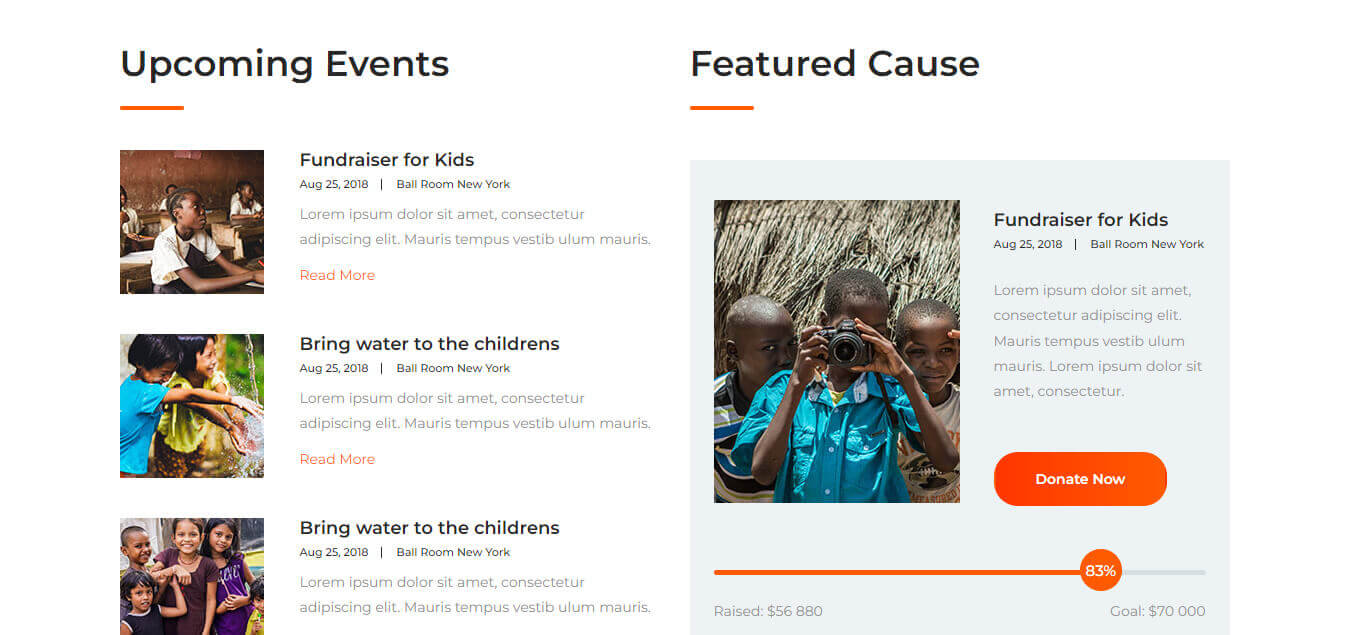 Upcoming Events
Fundraiser for Kids
Aug 25, 2018 | Ball Room New York
Lorem ipsum dolor sit amet, consectetur
adipiscing elit. Mauris tempus vestib ulum mauris.
Read More
Bring water to the childrens
Aug 25, 2018 | Ball Room New York
Lorem ipsum dolor sit amet, consectetur
adipiscing elit. Mauris tempus vestib ulum mauris.
Read More
Bring water to the childrens
Aug 25, 2018 | Ball Room New York
Lorem ipsum dolor sit amet, consectetur
adipiscing elit. Mauris tempus vestib ulum mauris.
Featured Cause
Fundraiser for Kids
Aug 25, 2018 | Ball Room New York
Lorem ipsum dolor sit amet,
consectetur adipiscing elit.
Mauris tempus vestib ulum
mauris. Lorem ipsum dolor sit
amet, consectetur.
Donate Now
83%
Raised: $56 880
Goal: $70 000